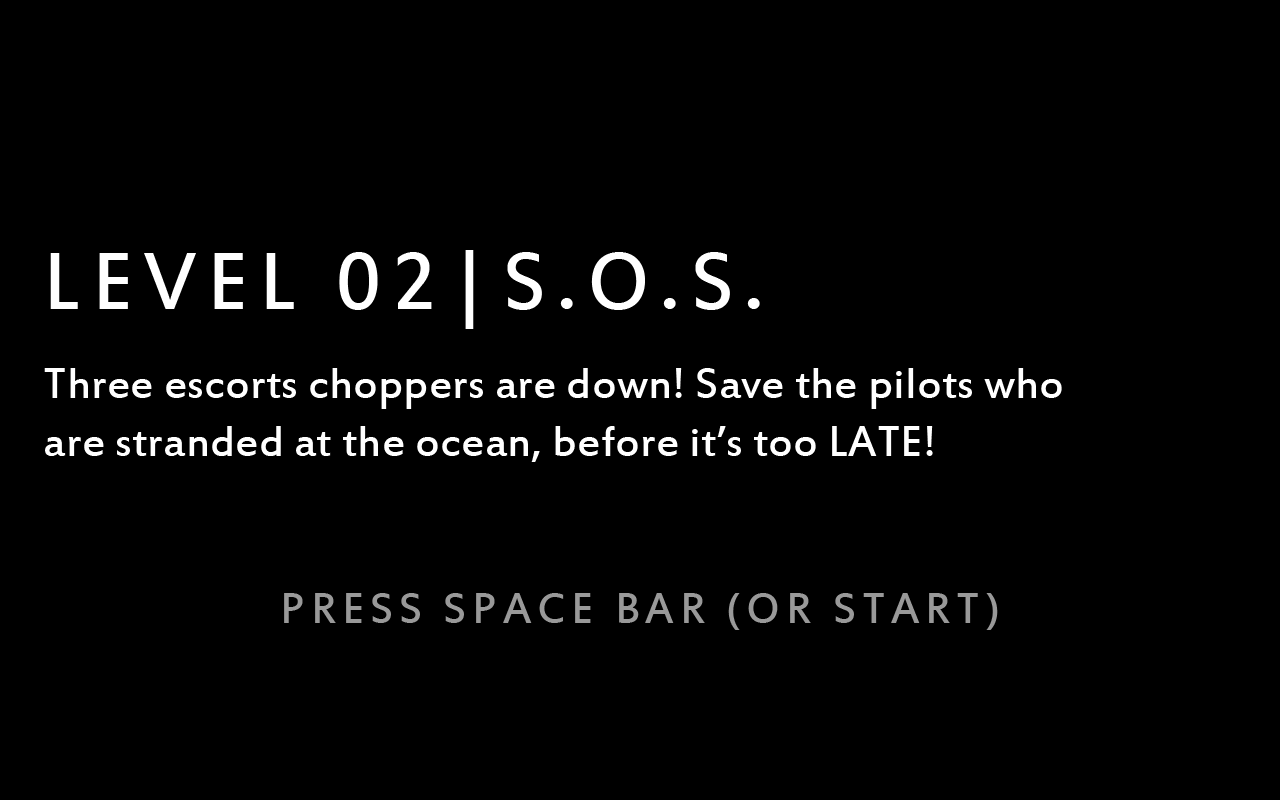 LEVEL 02|S.O.S.
Three escorts choppers are down! Save the pilots who
are stranded at the ocean, before it’s too LATE!
PRESS SPACE BAR (OR START)